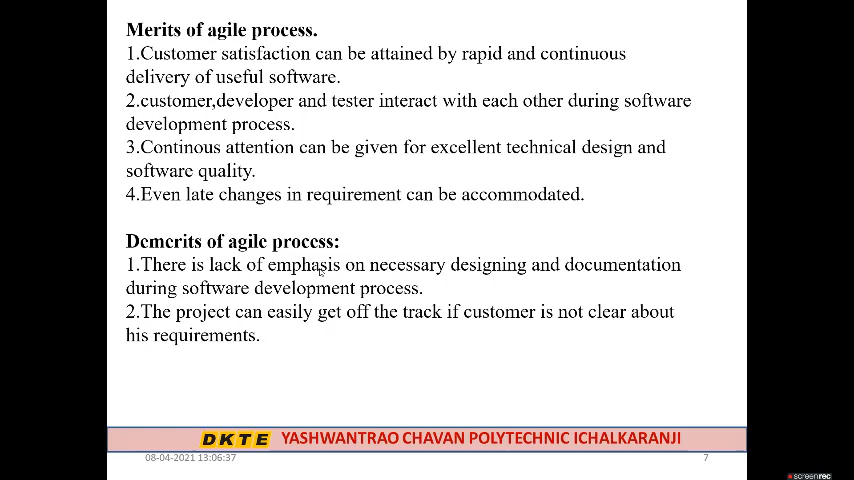 Merits of agile process.
1.Customer satisfaction can be attained by rapid and continuous
delivery of useful software.
2.customer,developer and tester interact with each other during software
development process.
3.Continous attention can be given for excellent technical design and
software quality.
4.Even late changes in requirement can be accommodated.
Demerits of agile process:
1.There is lack of emphasis on necessary designing and documentation
during software development process.
2.The project can easily get off the track if customer is not clear about
his requirements.
DKTE YASHWANTRAO CHAVAN POLYTECHNIC ICHALKARANJI
08-04-2021 13:06:37 7
screenrec